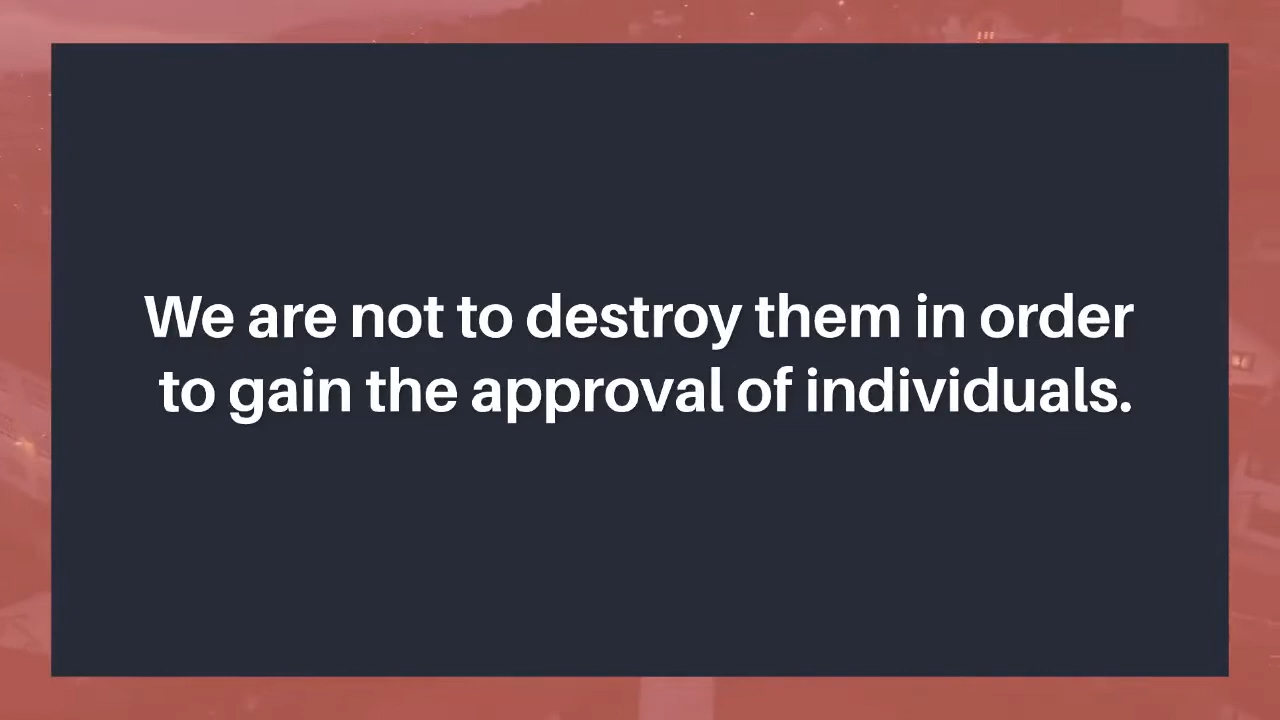 We are not to destroy them in order
to gain the approval of individuals.